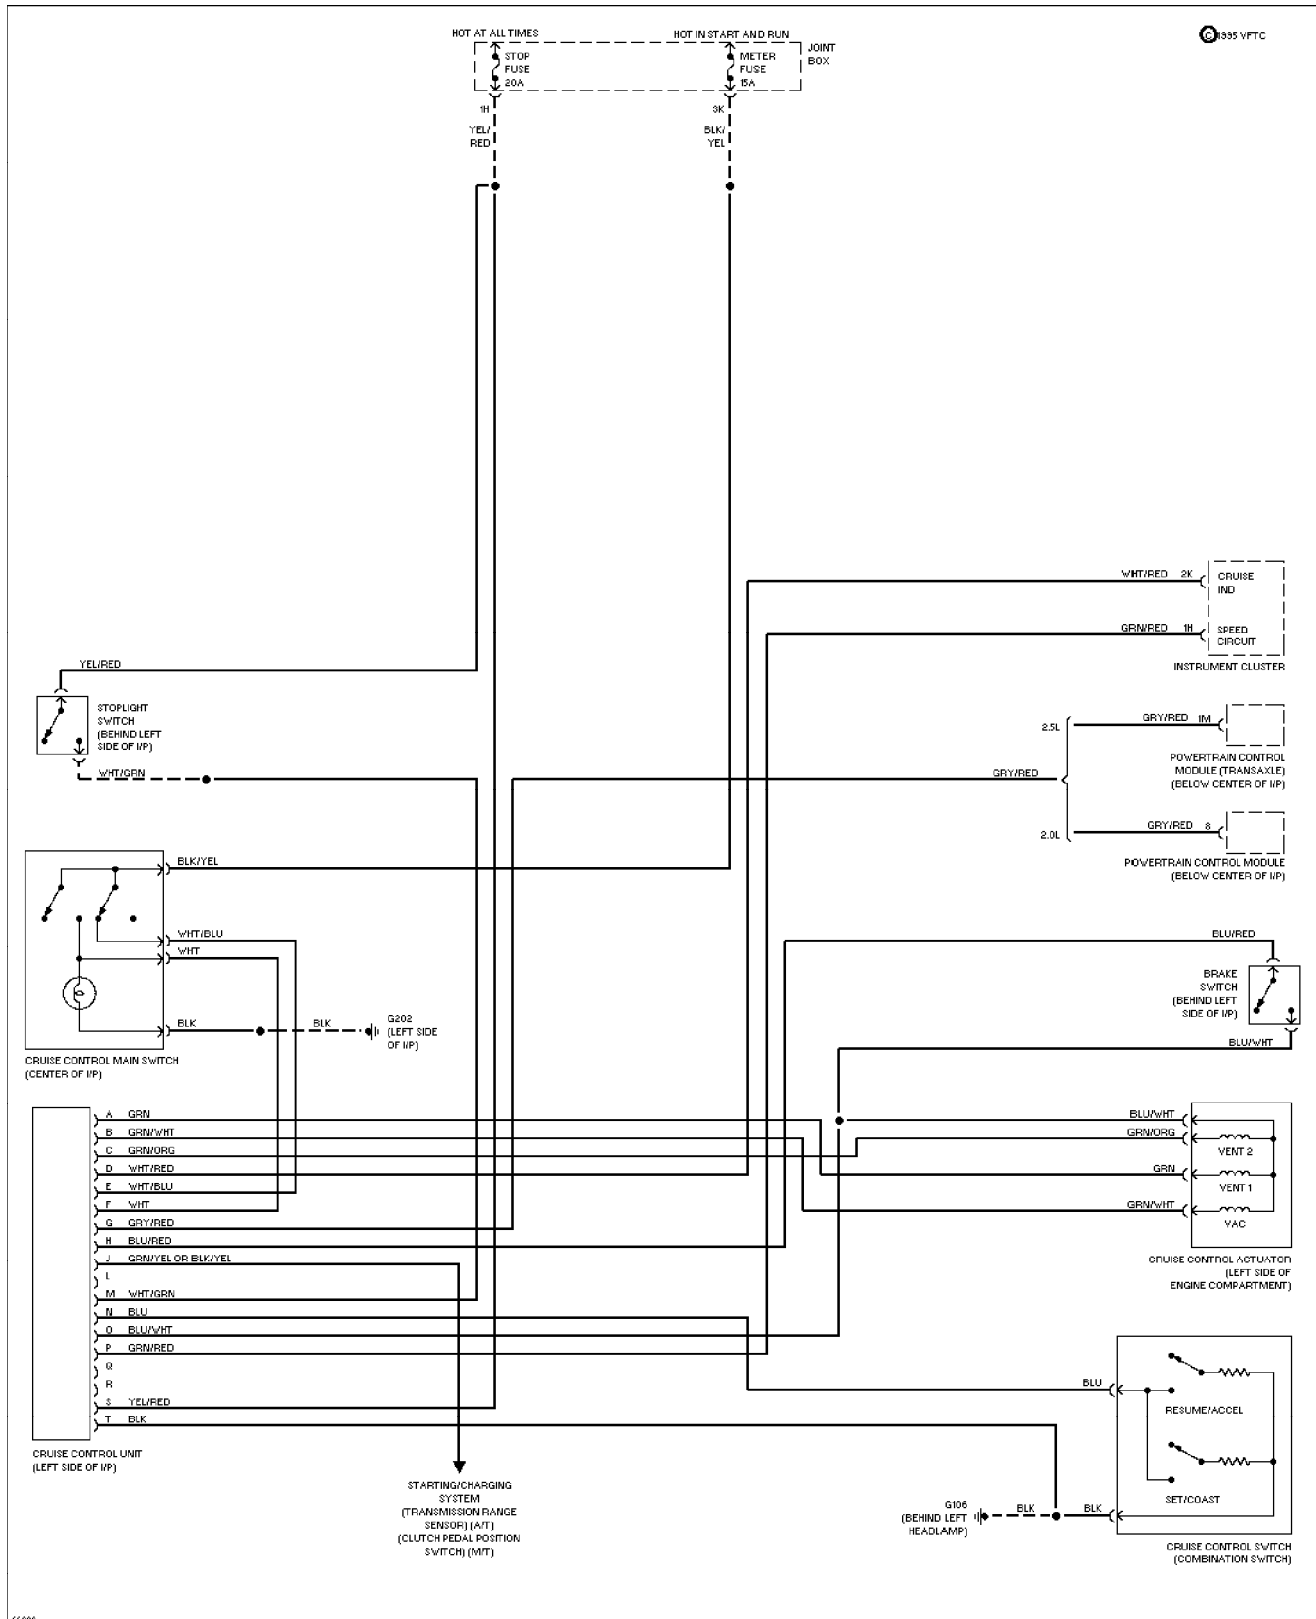 HOT AT ALL TIMES
HOT IN START AND RUN
© 1995 VFTC
STOP
FUSE
20A
METER
FUSE
15A
JOINT
BOX
1H
3K
YEL/
RED
BLK/
YEL
WHT/RED 2K
CRUISE
IND
GRN/RED 1H
SPEED
CIRCUIT
INSTRUMENT CLUSTER
YEL/RED
STOPLIGHT
SWITCH
(BEHIND LEFT
SIDE OF I/P)
WHT/GRN
2.5L
GRY/RED 1M
POWERTRAIN CONTROL
MODULE (TRANSAXLE)
(BELOW CENTER OF I/P)
GRY/RED
2.0L
GRY/RED 8
POWERTRAIN CONTROL MODULE
(BELOW CENTER OF I/P)
BLK/YEL
WHT/BLU
WHT
BLK
BLK
G202
(LEFT SIDE
OF I/P)
CRUISE CONTROL MAIN SWITCH
(CENTER OF I/P)
BLU/RED
BRAKE
SWITCH
(BEHIND LEFT
SIDE OF I/P)
BLU/WHT
A GRN
B GRN/WHT
C GRN/ORG
D WHT/RED
E WHT/BLU
F WHT
G GRY/RED
H BLU/RED
J GRN/YEL OR BLK/YEL
L
M WHT/GRN
N BLU
O BLU/WHT
P GRN/RED
Q
R
S YEL/RED
T BLK
CRUISE CONTROL UNIT
(LEFT SIDE OF I/P)
BLU/WHT
GRN/ORG
VENT 2
GRN
VENT 1
GRN/WHT
VAC
CRUISE CONTROL ACTUATOR
(LEFT SIDE OF
ENGINE COMPARTMENT)
STARTING/CHARGING
SYSTEM
(TRANSMISSION RANGE
SENSOR) (A/T)
(CLUTCH PEDAL POSITION
SWITCH) (M/T)
BLU
RESUME/ACCEL
SET/COAST
G106
(BEHIND LEFT
HEADLAMP)
BLK
BLK
CRUISE CONTROL SWITCH
(COMBINATION SWITCH)